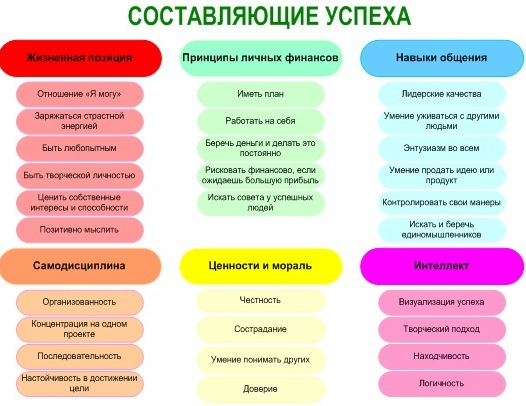 СОСТАВЛЯЮЩИЕ УСПЕХА
Жизненная позиция
Отношение «Я могу»
Заряжаться страстной
энергией
Быть любопытным
Быть творческой личностью
Ценить собственные
интересы и способности
Позитивно мыслить
Принципы личных финансов
Иметь план
Работать на себя
Беречь деньги и делать это
постоянно
Рисковать финансово, если
ожидаешь большую прибыль
Искать совета у успешных
людей
Навыки общения
Лидерские качества
Умение уживаться с другими
людьми
Энтузиазм во всем
Умение продать идею или
продукт
Контролировать свои манеры
Искать и беречь
единомышленников
Самодисциплина
Организованность
Концентрация на одном
проекте
Последовательность
Настойчивость в достижении
цели
Ценности и мораль
Честность
Сострадание
Умение понимать других
Доверие
Интеллект
Визуализация успеха
Творческий подход
Находчивость
Логичность